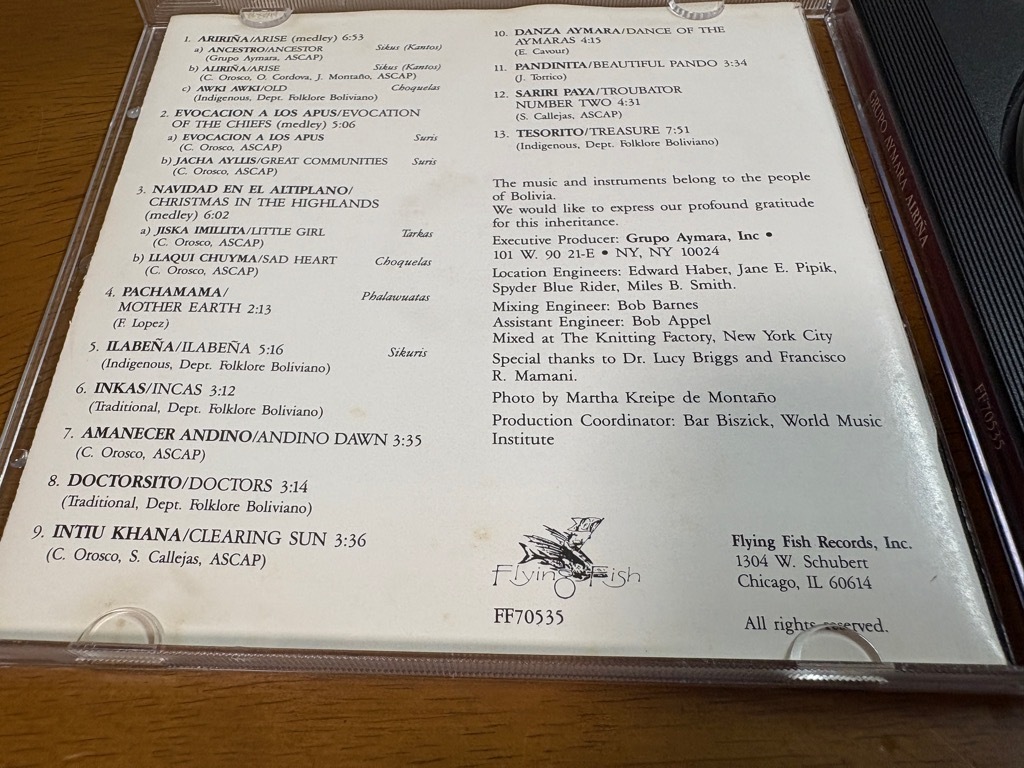 1. ARIRIÑA/ARISE (medley) 6:53
a) ANCESTRO/ANCESTOR Sikus (Kantos)
(Grupo Aymara, ASCAP)
b) ALIRIÑA/ARISE Sikus (Kantos)
(C. Orosco, O. Cordova, J. Montaño, ASCAP)
c) AWKI AWKI/OLD Choquelas
(Indigenous, Dept. Folklore Boliviano)
2. EVOCACION A LOS APUS/EVOCATION
OF THE CHIEFS (medley) 5:06
a) EVOCACION A LOS APUS Suris
(C. Orosco, ASCAP)
b) JACHA AYLLIS/GREAT COMMUNITIES Suris
(C. Orosco, ASCAP)
3. NAVIDAD EN EL ALTIPLANO/
CHRISTMAS IN THE HIGHLANDS
(medley) 6:02
a) JISKA IMILLITA/LITTLE GIRL Tarkas
(C. Orosco, ASCAP)
b) LLAQUI CHUYMA/SAD HEART Choquelas
(C. Orosco, ASCAP)
4. PACHAMAMA/ Phalawuatas
MOTHER EARTH 2:13
(F. Lopez)
5. ILABEÑA/ILABEÑA 5:16 Sikuris
(Indigenous, Dept. Folklore Boliviano)
6. INKAS/INCAS 3:12
(Traditional, Dept. Folklore Boliviano)
7. AMANECER ANDINO/ANDINO DAWN 3:35
(C. Orosco, ASCAP)
8. DOCTORSITO/DOCTORS 3:14
(Traditional, Dept. Folklore Boliviano)
9. INTIU KHANA/CLEARING SUN 3:36
(C. Orosco, S. Callejas, ASCAP)
10. DANZA AYMARA/DANCE OF THE
AYMARAS 4:15
(E. Cavour)
11. PANDINITA/BEAUTIFUL PANDO 3:34
(J. Torrico)
12. SARIRI PAYA/TROUBATOR
NUMBER TWO 4:31
(S. Callejas, ASCAP)
13. TESORITO/TREASURE 7:51
(Indigenous, Dept. Folklore Boliviano)
The music and instruments belong to the people
of Bolivia.
We would like to express our profound gratitude
for this inheritance.
Executive Producer: Grupo Aymara, Inc •
101 W. 90 21-E • NY, NY 10024
Location Engineers: Edward Haber, Jane E. Pipik,
Spyder Blue Rider, Miles B. Smith.
Mixing Engineer: Bob Barnes
Assistant Engineer: Bob Appel
Mixed at The Knitting Factory, New York City
Special thanks to Dr. Lucy Briggs and Francisco
R. Mamani.
Photo by Martha Kreipe de Montaño
Production Coordinator: Bar Biszick, World Music
Institute
Flying Fish
FF70535
Flying Fish Records, Inc.
1304 W. Schubert
Chicago, IL 60614
All rights reserved.
GRUPO AYMARA ALRIÑA
FF70535